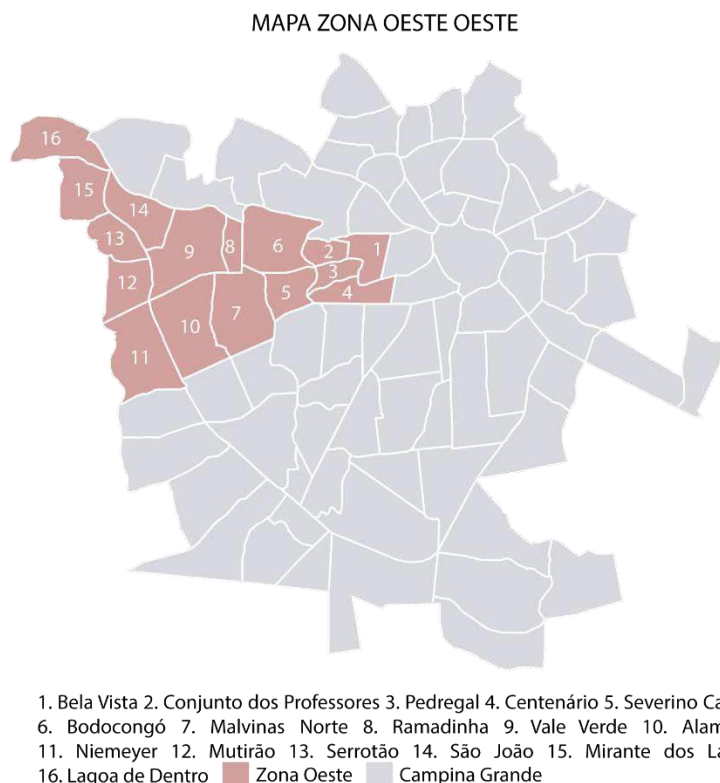 MAPA ZONA OESTE OESTE
16
15
14
13
9 8 6 2 1
3
12
5 4
10 7
11
1. Bela Vista 2. Conjunto dos Professores 3. Pedregal 4. Centenário 5. Severino Ca
6. Bodocongó 7. Malvinas Norte 8. Ramadinha 9. Vale Verde 10. Alam
11. Niemeyer 12. Mutirão 13. Serrotão 14. São João 15. Mirante dos La
16. Lagoa de Dentro Zona Oeste Campina Grande